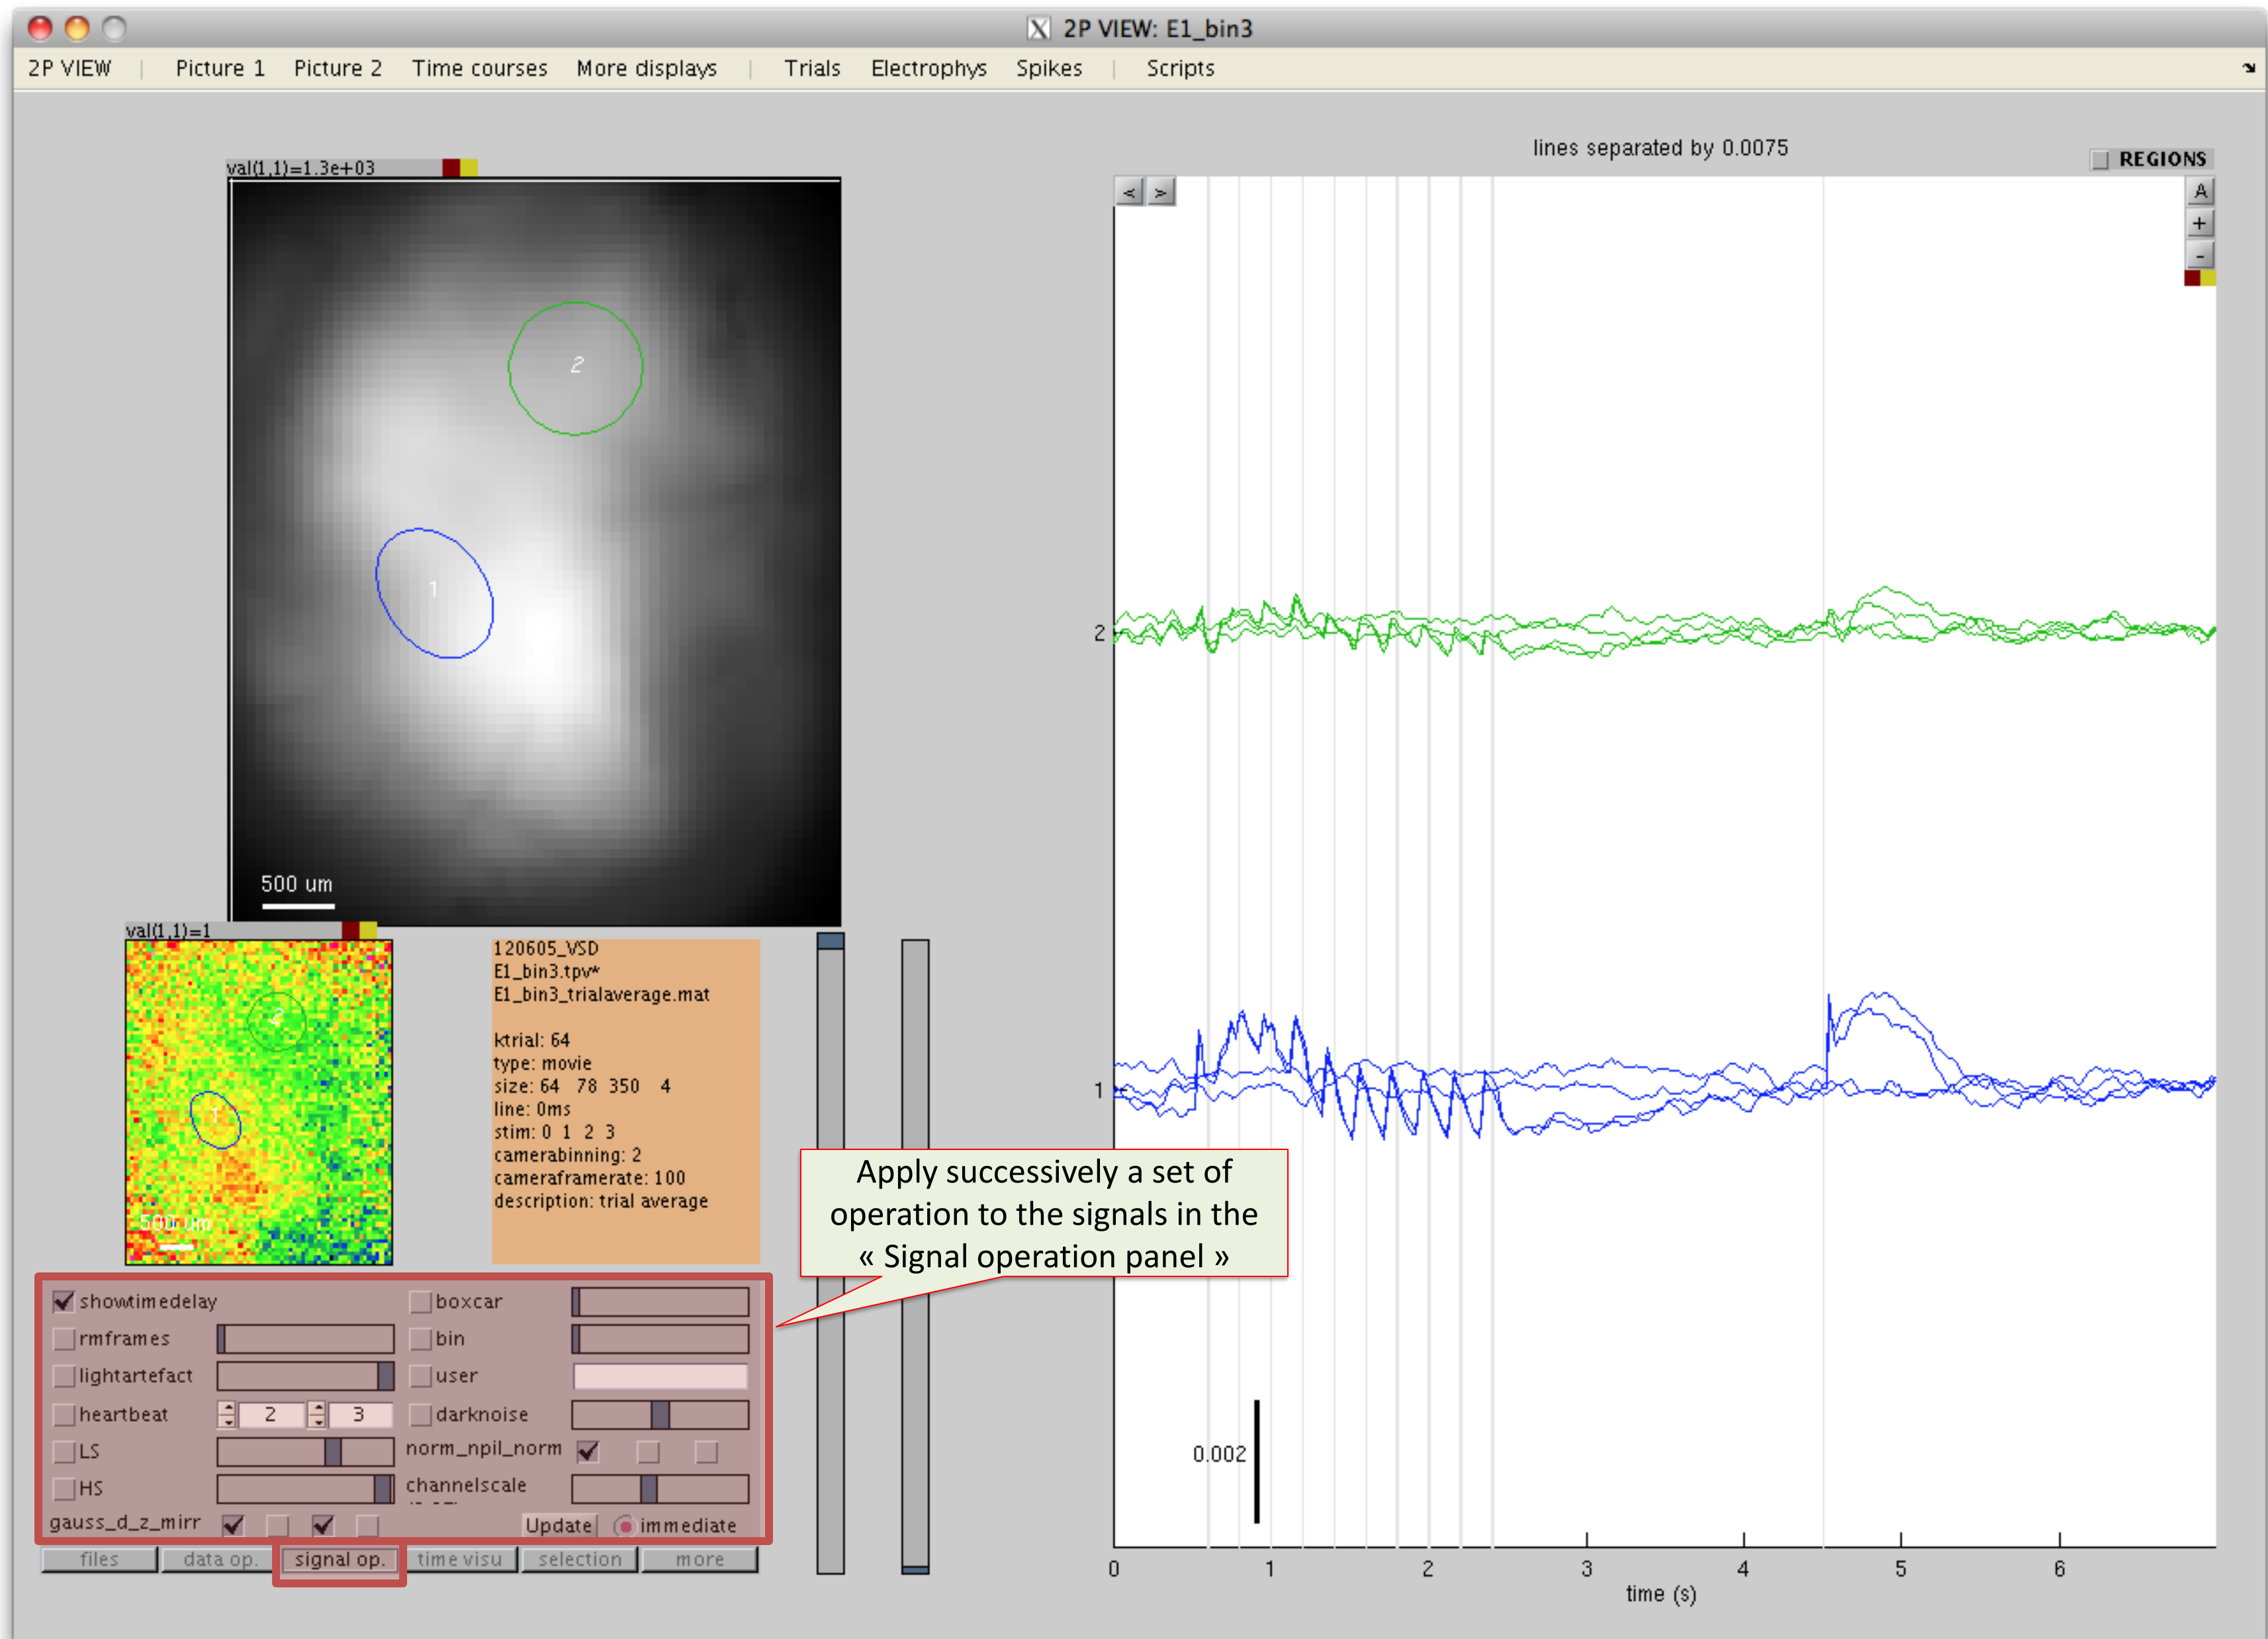 2P VIEW: E1_bin3
2P VIEW | Picture 1 Picture 2 Time courses More displays | Trials Electrophys Spikes | Scripts
lines separated by 0.0075
REGIONS
val(1,1)=1.3e+03
< >
A
+
-
2
1
500 um
2
1
0.002
0 1 2 3 4 5 6
time (s)
val(1,1)=1
2
1
500 um
120605_VSD
E1_bin3.tpv*
E1_bin3_trialaverage.mat
ktrial: 64
type: movie
size: 64 78 350 4
line: 0ms
stim: 0 1 2 3
camerabinning: 2
cameraframerate: 100
description: trial average
Apply successively a set of
operation to the signals in the
« Signal operation panel »
showtimedelay boxcar
rmframes bin
lightartefact user
heartbeat 2 3 darknoise
LS norm_npil_norm
HS channelscale
gauss_d_z_mirr Update immediate
files data op. signal op. time visu selection more